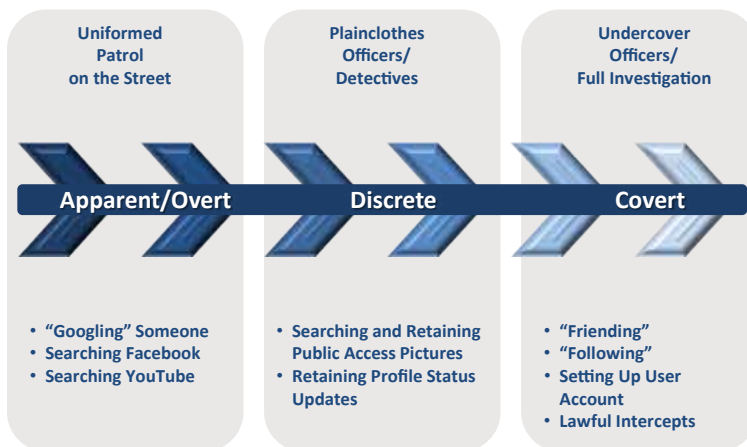 Uniformed
Patrol
on the Street
Plainclothes
Officers/
Detectives
Undercover
Officers/
Full Investigation
Apparent/Overt
Discrete
Covert
• “Googling” Someone
• Searching Facebook
• Searching YouTube
• Searching and Retaining
Public Access Pictures
• Retaining Profile Status
Updates
• “Friending”
• “Following”
• Setting Up User
Account
• Lawful Intercepts